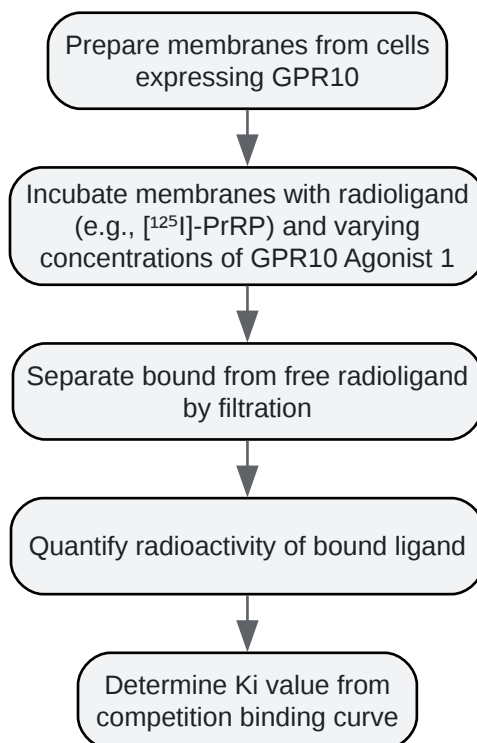 Prepare membranes from cells
expressing GPR10
Incubate membranes with radioligand
(e.g., [¹²⁵I]-PrRP) and varying
concentrations of GPR10 Agonist 1
Separate bound from free radioligand
by filtration
Quantify radioactivity of bound ligand
Determine Ki value from
competition binding curve